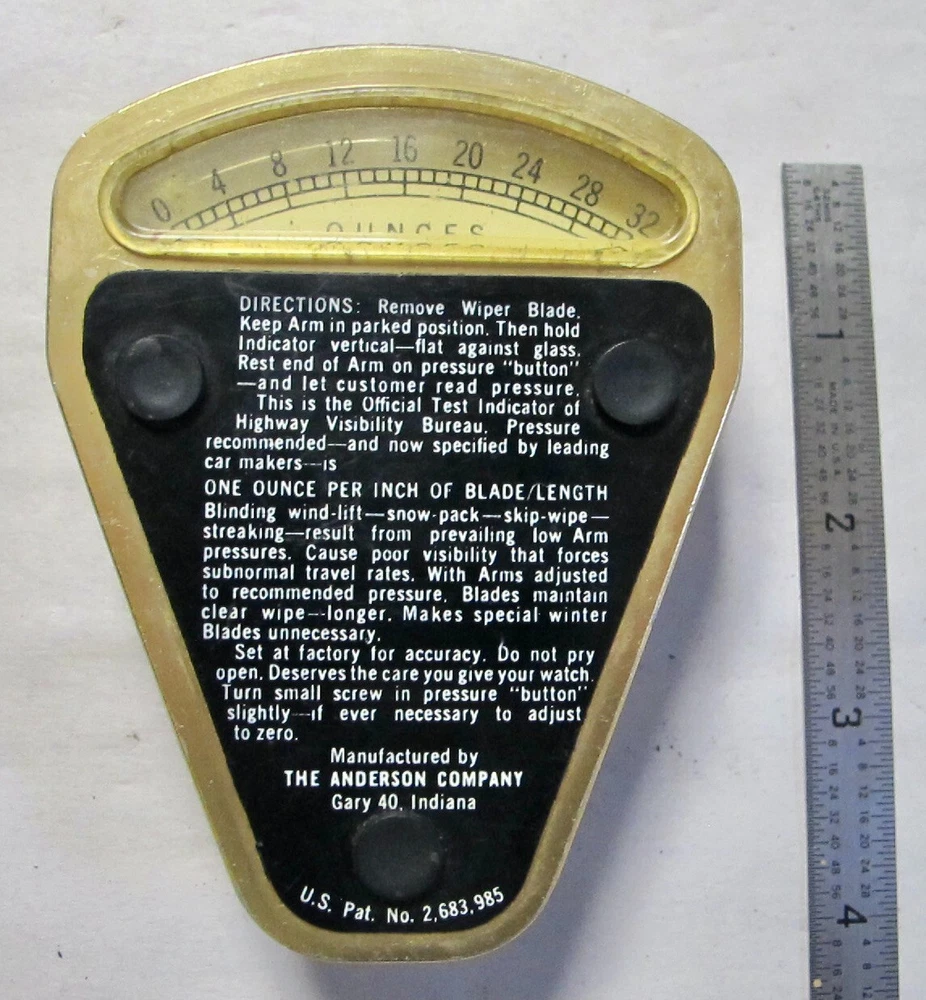 0 4 8 12 16 20 24 28 32
OUNCES
DIRECTIONS: Remove Wiper Blade.
Keep Arm in parked position. Then hold
Indicator vertical—flat against glass.
Rest end of Arm on pressure "button"
—and let customer read pressure.
This is the Official Test Indicator of
Highway Visibility Bureau. Pressure
recommended—and now specified by leading
car makers—is
ONE OUNCE PER INCH OF BLADE/LENGTH
Blinding wind-lift—snow-pack—skip-wipe—
streaking—result from prevailing low Arm
pressures. Cause poor visibility that forces
subnormal travel rates. With Arms adjusted
to recommended pressure, Blades maintain
clear wipe—longer. Makes special winter
Blades unnecessary.
Set at factory for accuracy. Do not pry
open. Deserves the care you give your watch.
Turn small screw in pressure "button"
slightly—if ever necessary to adjust
to zero.
Manufactured by
THE ANDERSON COMPANY
Gary 40, Indiana
U.S. Pat. No. 2,683,985
1
MADE IN U.S.A.
2
3
4